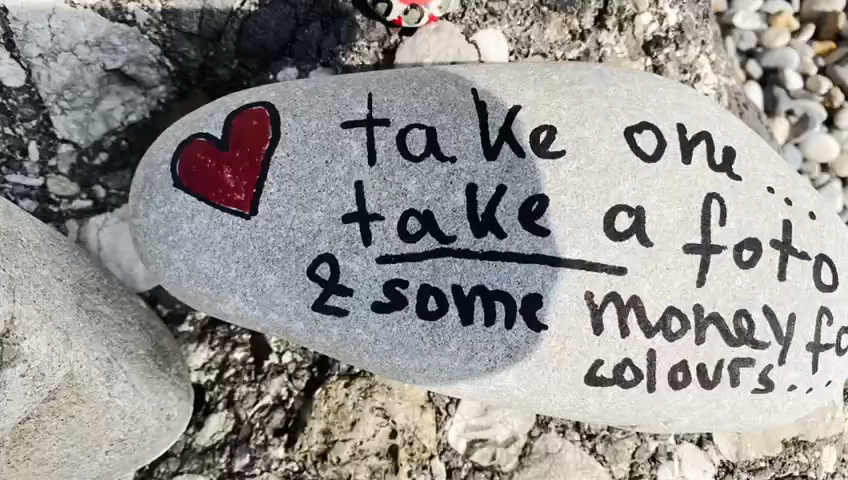 take one...
take a foto
& some money fo
colours...